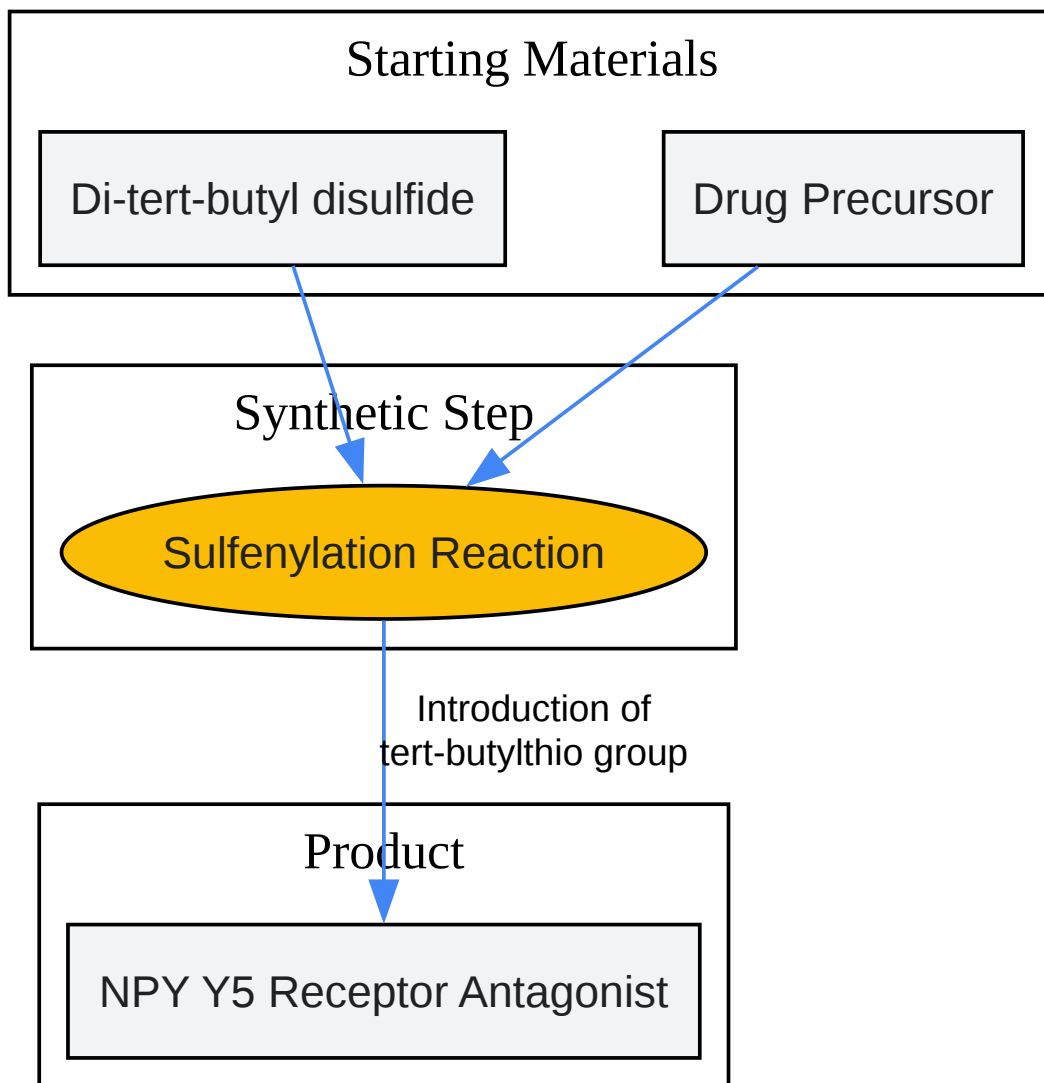 Starting Materials
Di-tert-butyl disulfide
Drug Precursor
Synthetic Step
Sulfenylation Reaction
Introduction of
tert-butylthio group
Product
NPY Y5 Receptor Antagonist